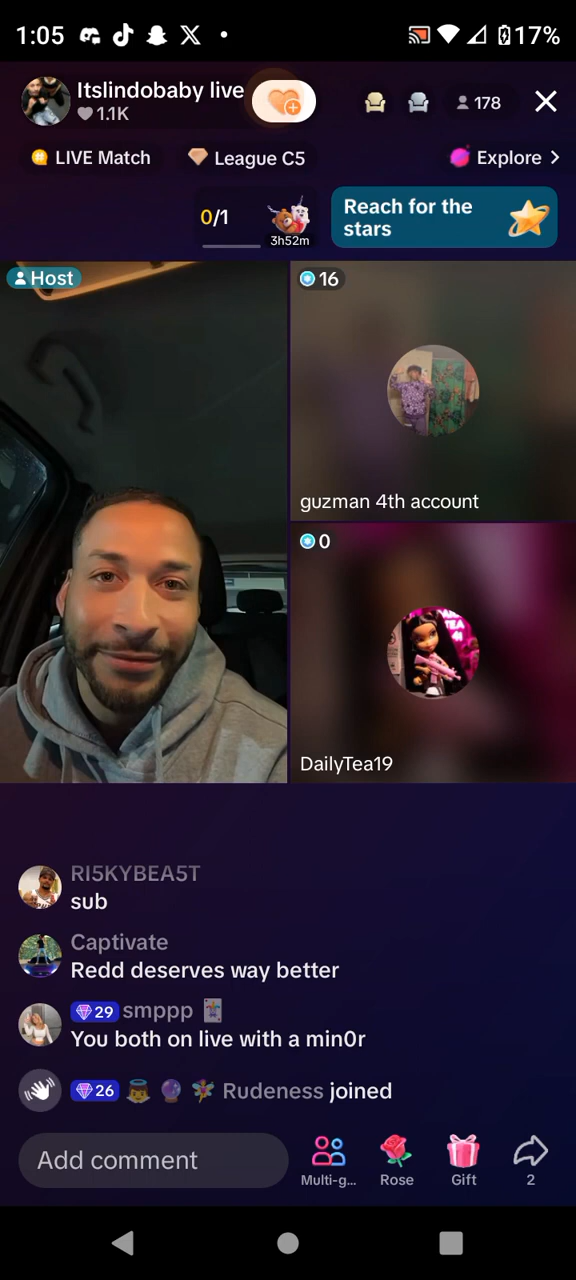 1:05
17%
Itslindobaby live
1.1K
178
LIVE Match
League C5
Explore
0/1
3h52m
Reach for the
stars
Host
16
guzman 4th account
0
DailyTea19
RI5KYBEA5T
sub
Captivate
Redd deserves way better
29 smppp
You both on live with a min0r
26 Rudeness joined
Add comment
Multi-g...
Rose
Gift
2